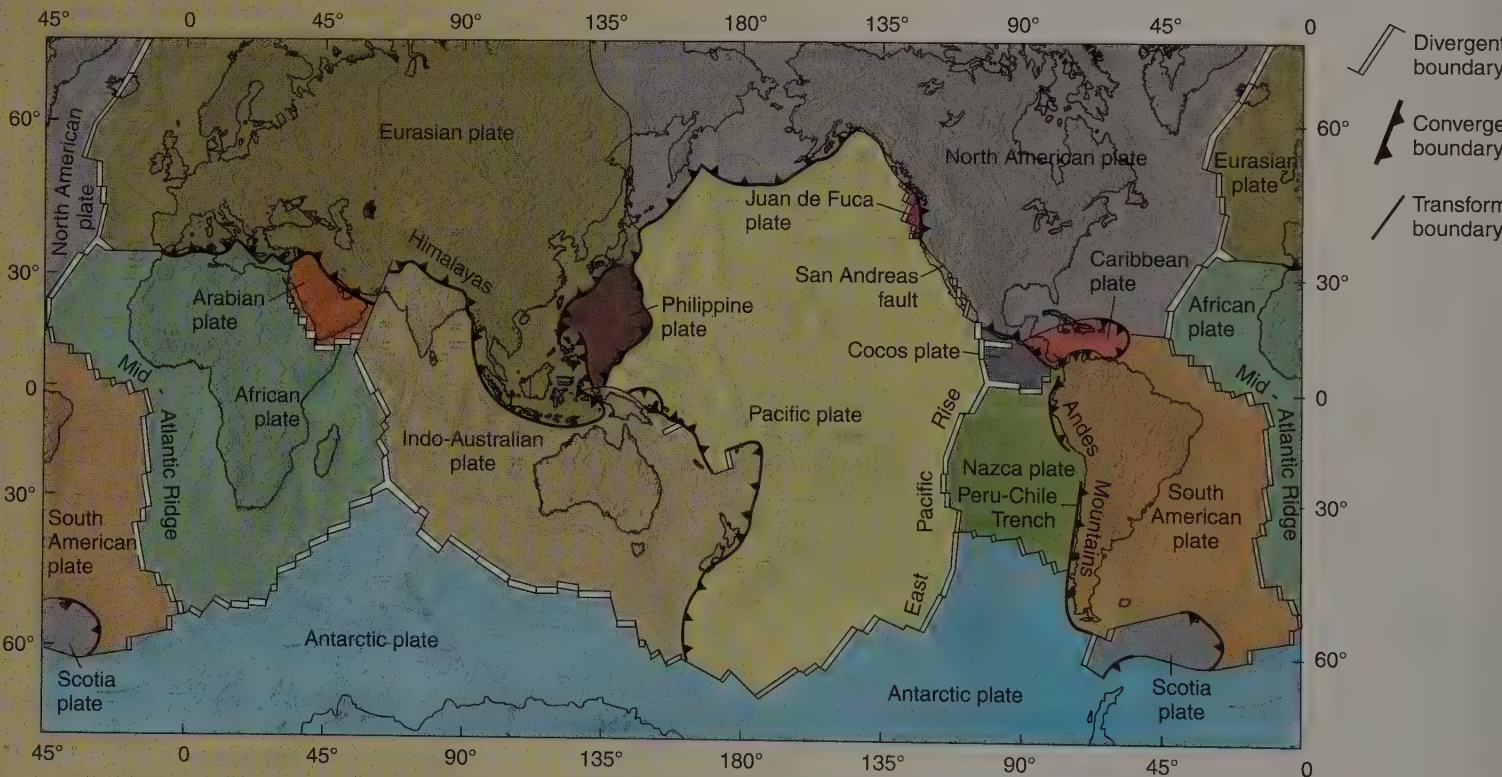 45° 0 45° 90° 135° 180° 135° 90° 45° 0
Divergent
boundary
Converge
boundary
Transform
boundary
60°
30°
0
30°
60°
60°
30°
0
30°
60°
North American
plate
Eurasian plate
North American plate
Eurasian
plate
Juan de Fuca
plate
Himalayas
San Andreas
fault
Caribbean
plate
Arabian
plate
Philippine
plate
African
plate
Cocos plate
Mid-
Atlantic Ridge
African
plate
Indo-Australian
plate
Pacific plate
East Pacific Rise
Andes
Mountains
Mid-
Atlantic Ridge
Nazca plate
Peru-Chile
Trench
South
American
plate
South
American
plate
Antarctic plate
Antarctic plate
Scotia
plate
Scotia
plate
45° 0 45° 90° 135° 180° 135° 90° 45° 0